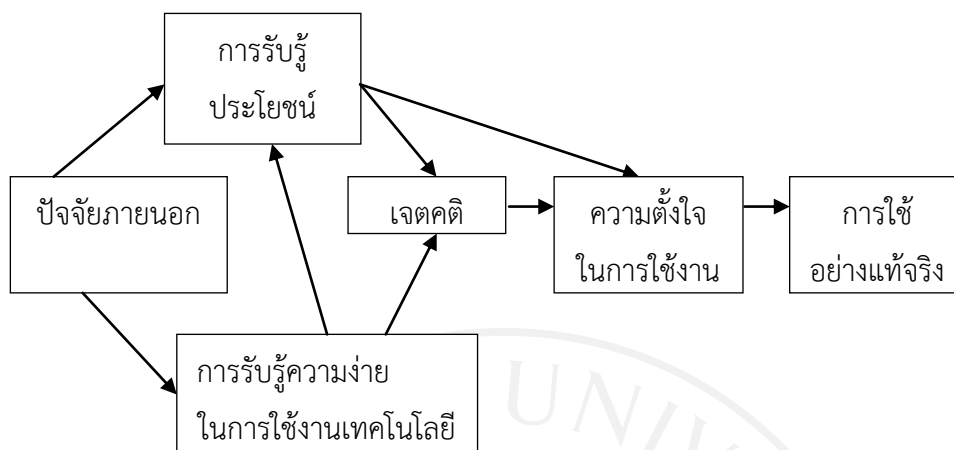 การรับรู้
ประโยชน์
ปัจจัยภายนอก
เจตคติ
ความตั้งใจ
ในการใช้งาน
การใช้
อย่างแท้จริง
การรับรู้ความง่าย
ในการใช้งานเทคโนโลยี